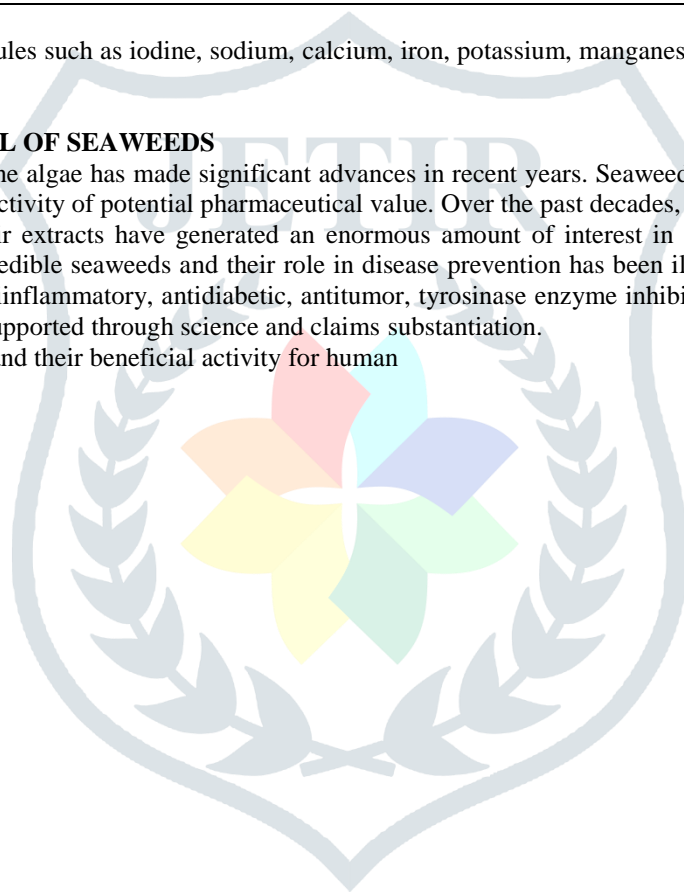 ules such as iodine, sodium, calcium, iron, potassium, manganes
JETIR
L OF SEAWEEDS
ne algae has made significant advances in recent years. Seaweed
ctivity of potential pharmaceutical value. Over the past decades,
ir extracts have generated an enormous amount of interest in
edible seaweeds and their role in disease prevention has been il
inflammatory, antidiabetic, antitumor, tyrosinase enzyme inhibi
upported through science and claims substantiation.
and their beneficial activity for human